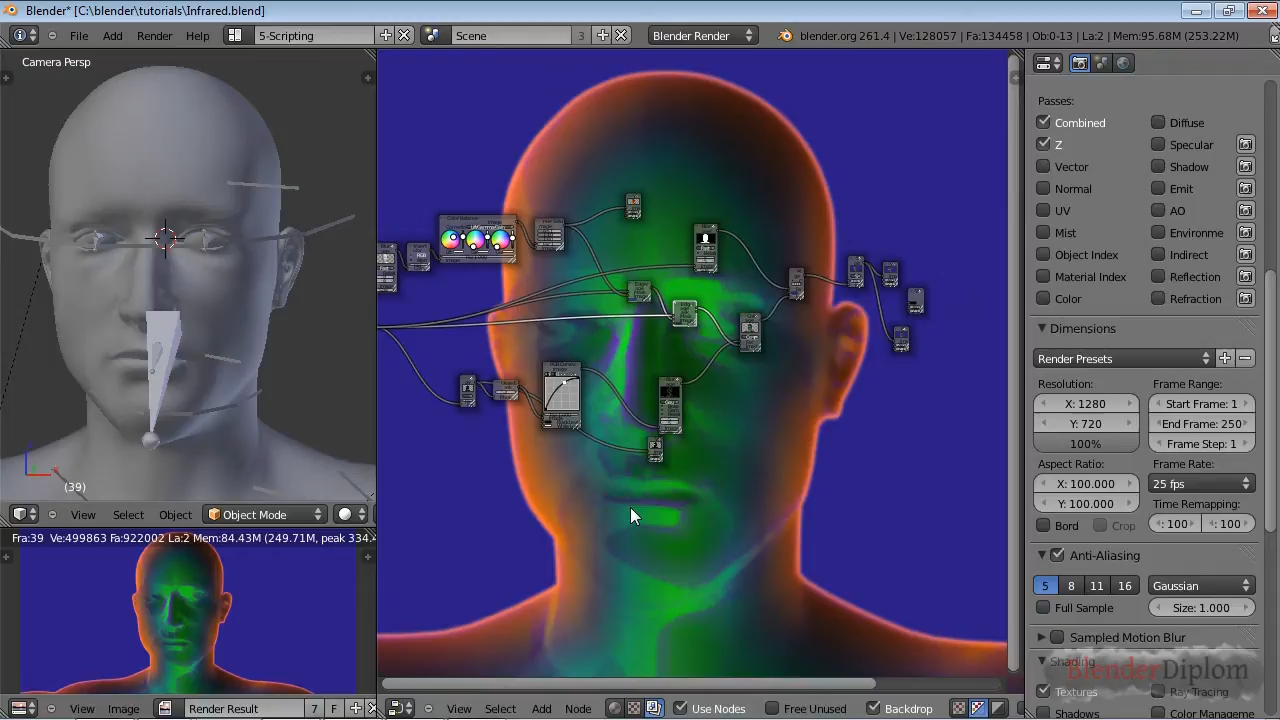 Blender* [C:\blender\tutorials\Infrared.blend]
File Add Render Help 5-Scripting Scene 3 Blender Render blender.org 261.4 | Ve:128057 | Fa:134458 | Ob:0-13 | La:2 | Mem:95.68M (253.22M)
Camera Persp
(39)
View Select Object Object Mode
Fra:39 Ve:499863 Fa:922002 La:2 Mem:84.43M (249.71M, peak 334.4
View Image Render Result 7 F
Color Balance
RGB
View Select Add Node Use Nodes Free Unused Backdrop
Passes:
Combined Diffuse
Z Specular
Vector Shadow
Normal Emit
UV AO
Mist Environme
Object Index Indirect
Material Index Reflection
Color Refraction
Dimensions
Render Presets
Resolution: Frame Range:
X: 1280 Start Frame: 1
Y: 720 End Frame: 250
100% Frame Step: 1
Aspect Ratio: Frame Rate:
X: 100.000 25 fps
Y: 100.000 Time Remapping:
Bord Crop : 100 : 100
Anti-Aliasing
5 8 11 16 Gaussian
Full Sample Size: 1.000
Sampled Motion Blur
Shading
BlenderDiplom
Textures Ray Tracing
Shadows Color Manageme